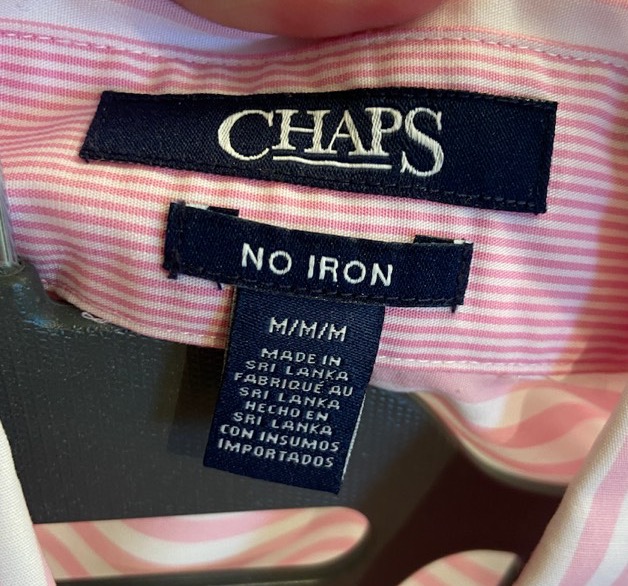 CHAPS
NO IRON
M/M/M
MADE IN
SRI LANKA
FABRIQUÉ AU
SRI LANKA
HECHO EN
SRI LANKA
CON INSUMOS
IMPORTADOS